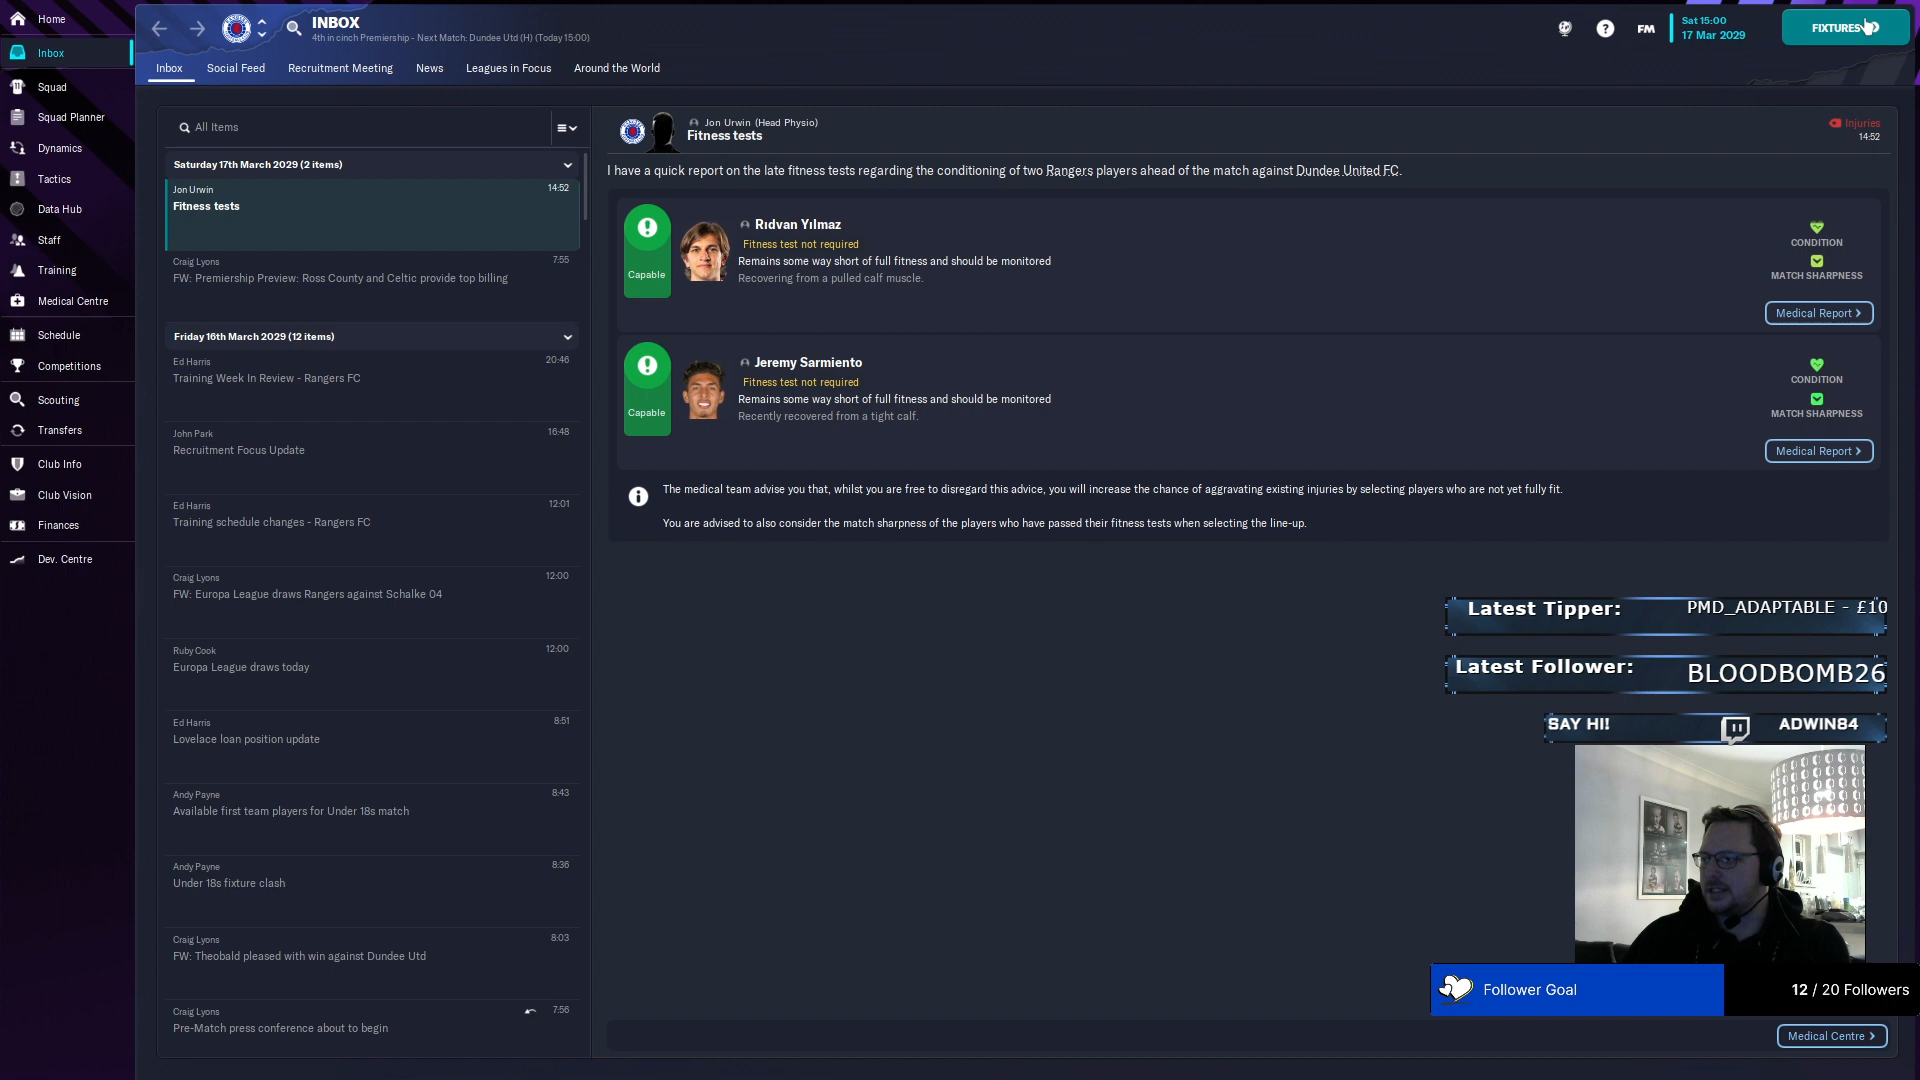 Home
Inbox
Squad
Squad Planner
Dynamics
Tactics
Data Hub
Staff
Training
Medical Centre
Schedule
Competitions
Scouting
Transfers
Club Info
Club Vision
Finances
Dev. Centre
INBOX
4th in cinch Premiership - Next Match: Dundee Utd (H) (Today 15:00)
FM
Sat 15:00
17 Mar 2029
FIXTURES
Inbox Social Feed Recruitment Meeting News Leagues in Focus Around the World
All Items
Saturday 17th March 2029 (2 items)
Jon Urwin 14:52
Fitness tests
Craig Lyons 7:55
FW: Premiership Preview: Ross County and Celtic provide top billing
Friday 16th March 2029 (12 items)
Ed Harris 20:46
Training Week In Review - Rangers FC
John Park 16:48
Recruitment Focus Update
Ed Harris 12:01
Training schedule changes - Rangers FC
Craig Lyons 12:00
FW: Europa League draws Rangers against Schalke 04
Ruby Cook 12:00
Europa League draws today
Ed Harris 8:51
Lovelace loan position update
Andy Payne 8:43
Available first team players for Under 18s match
Andy Payne 8:36
Under 18s fixture clash
Craig Lyons 8:03
FW: Theobald pleased with win against Dundee Utd
Craig Lyons 7:56
Pre-Match press conference about to begin
Jon Urwin (Head Physio)
Fitness tests
Injuries
14:52
I have a quick report on the late fitness tests regarding the conditioning of two Rangers players ahead of the match against Dundee United FC.
Capable
Rıdvan Yılmaz
Fitness test not required
Remains some way short of full fitness and should be monitored
Recovering from a pulled calf muscle.
CONDITION
MATCH SHARPNESS
Medical Report
Capable
Jeremy Sarmiento
Fitness test not required
Remains some way short of full fitness and should be monitored
Recently recovered from a tight calf.
CONDITION
MATCH SHARPNESS
Medical Report
The medical team advise you that, whilst you are free to disregard this advice, you will increase the chance of aggravating existing injuries by selecting players who are not yet fully fit.
You are advised to also consider the match sharpness of the players who have passed their fitness tests when selecting the line-up.
Latest Tipper: PMD_ADAPTABLE - £10
Latest Follower: BLOODBOMB26
SAY HI! ADWIN84
Follower Goal 12 / 20 Followers
Medical Centre